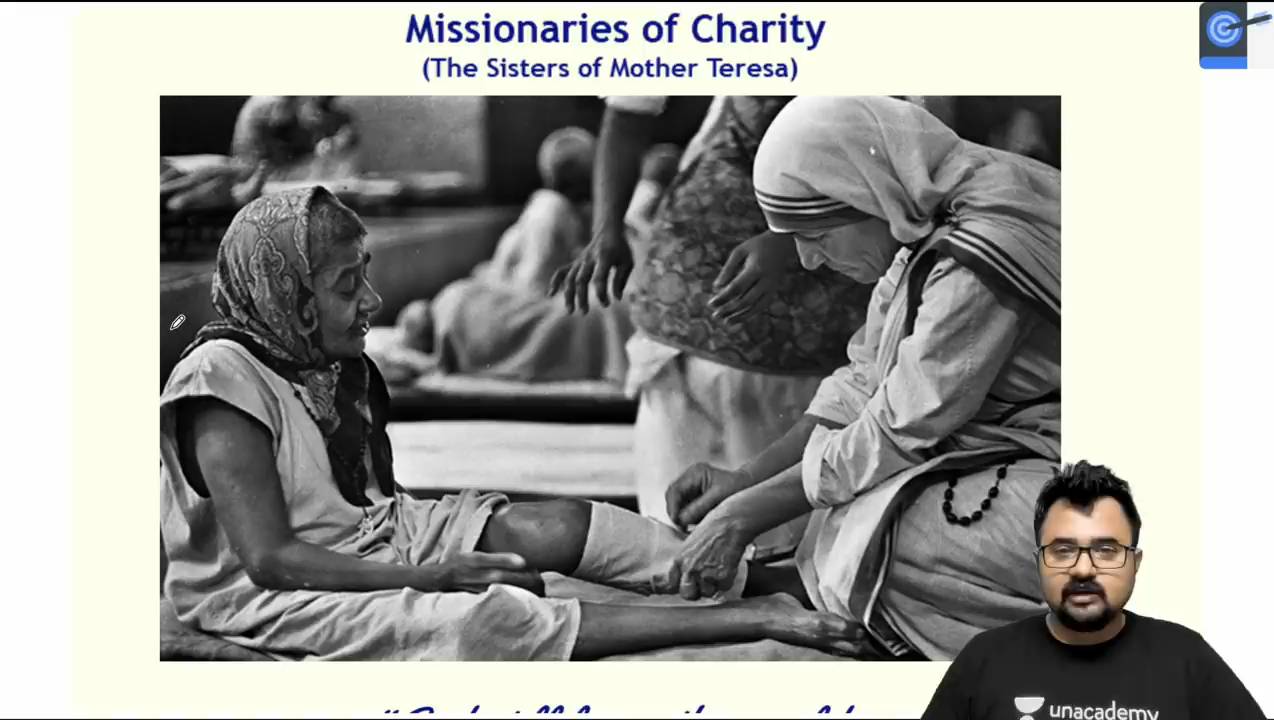 Missionaries of Charity
(The Sisters of Mother Teresa)
unacademy